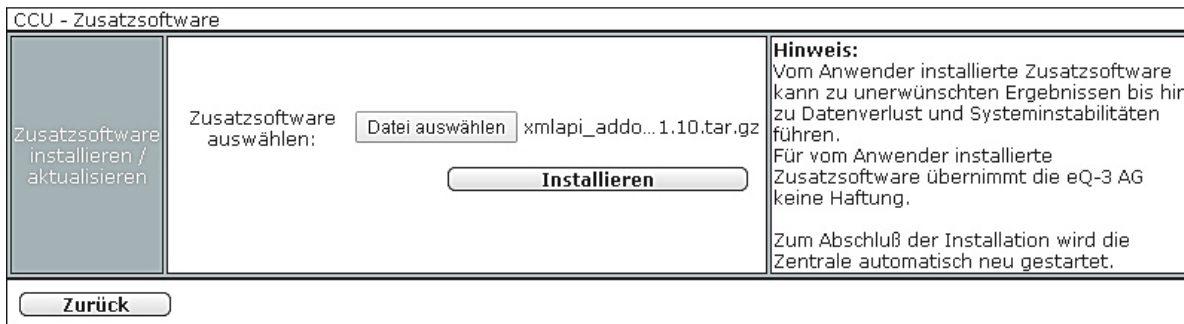 CCU - Zusatzsoftware
Zusatzsoftware
installieren /
aktualisieren
Zusatzsoftware
auswählen:
Datei auswählen xmlapi_addo...1.10.tar.gz
Installieren
Hinweis:
Vom Anwender installierte Zusatzsoftware
kann zu unerwünschten Ergebnissen bis hin
zu Datenverlust und Systeminstabilitäten
führen.
Für vom Anwender installierte
Zusatzsoftware übernimmt die eQ-3 AG
keine Haftung.
Zum Abschluß der Installation wird die
Zentrale automatisch neu gestartet.
Zurück